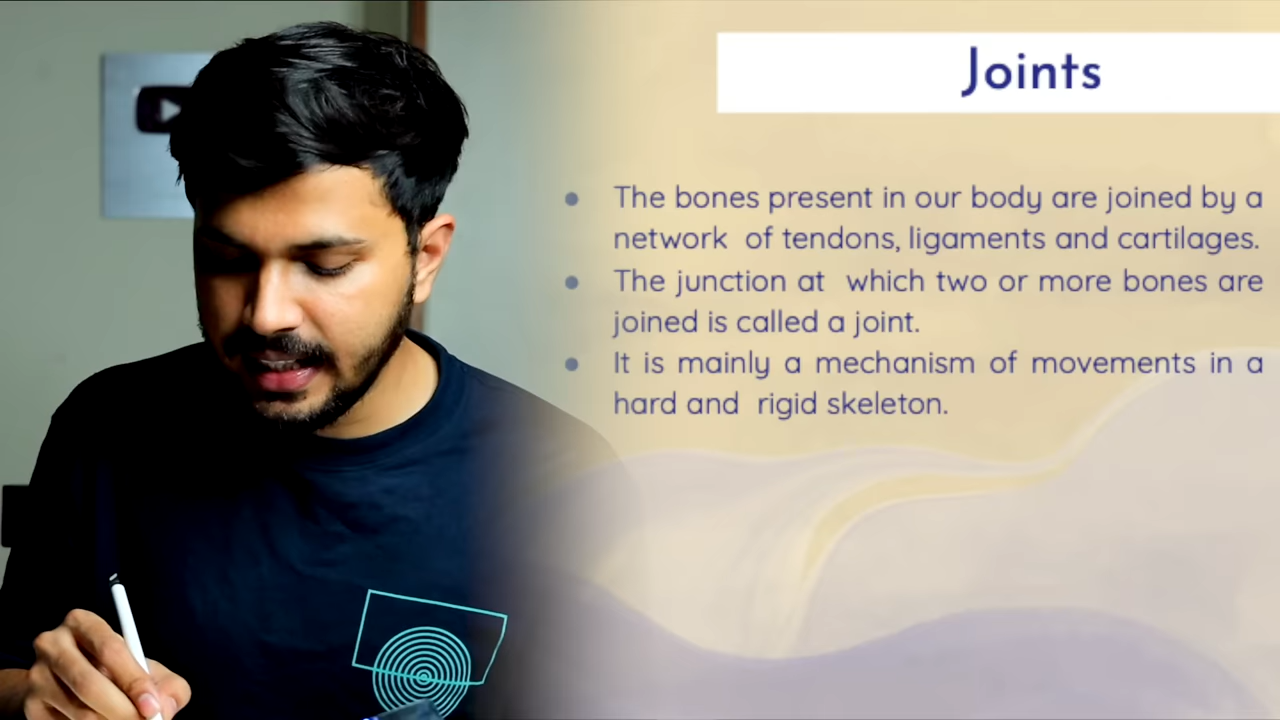 Joints
The bones present in our body are joined by a
network of tendons, ligaments and cartilages.
The junction at which two or more bones are
joined is called a joint.
It is mainly a mechanism of movements in a
hard and rigid skeleton.